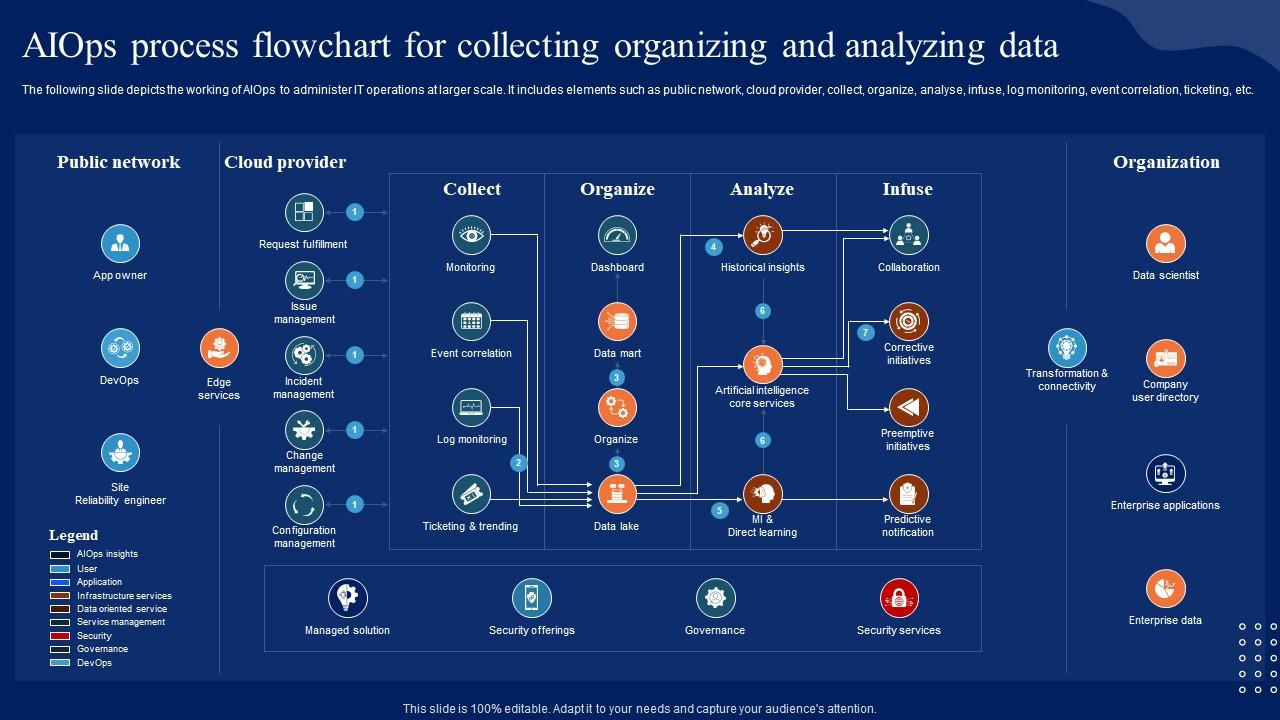 AIOps process flowchart for collecting organizing and analyzing data
The following slide depicts the working of AIOps to administer IT operations at larger scale. It includes elements such as public network, cloud provider, collect, organize, analyse, infuse, log monitoring, event correlation, ticketing, etc.
Public network
App owner
DevOps
Site
Reliability engineer
Edge
services
Legend
AIOps insights
User
Application
Infrastructure services
Data oriented service
Service management
Security
Governance
DevOps
Cloud provider
Request fulfillment
1
Issue
management
1
Incident
management
1
Change
management
1
Configuration
management
1
Collect
Monitoring
Event correlation
Log monitoring
2
Ticketing & trending
Organize
Dashboard
Data mart
3
Organize
3
Data lake
Analyze
4
Historical insights
6
Artificial intelligence
core services
6
5
MI &
Direct learning
Infuse
Collaboration
7
Corrective
initiatives
Preemptive
initiatives
Predictive
notification
Managed solution
Security offerings
Governance
Security services
Transformation &
connectivity
Organization
Data scientist
Company
user directory
Enterprise applications
Enterprise data
This slide is 100% editable. Adapt it to your needs and capture your audience's attention.